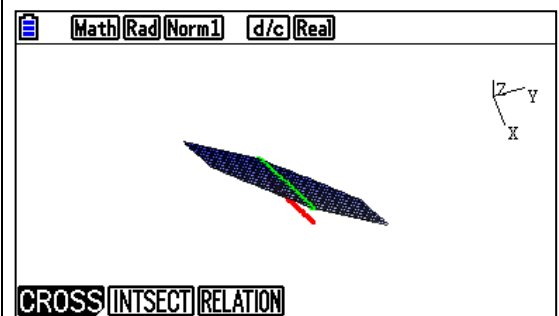 Math Rad Norm1 d/c Real
Z Y
X
CROSS INTSECT RELATION